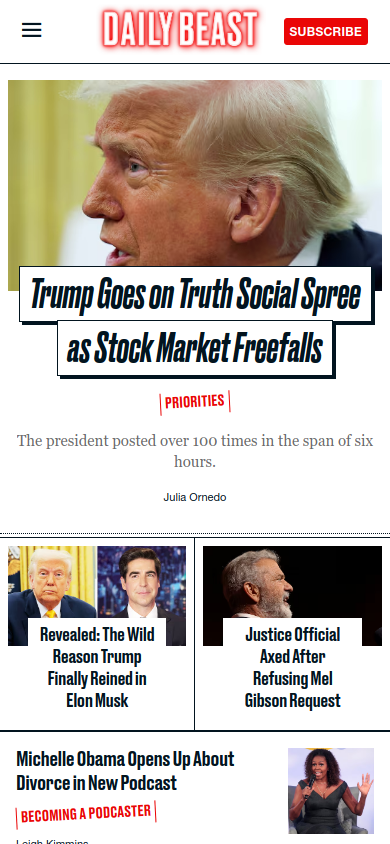 DAILY BEAST
SUBSCRIBE
Trump Goes on Truth Social Spree
as Stock Market Freefalls
PRIORITIES
The president posted over 100 times in the span of six
hours.
Julia Ornedo
Revealed: The Wild
Reason Trump
Finally Reined in
Elon Musk
Justice Official
Axed After
Refusing Mel
Gibson Request
Michelle Obama Opens Up About
Divorce in New Podcast
BECOMING A PODCASTER
Leigh Kimmins